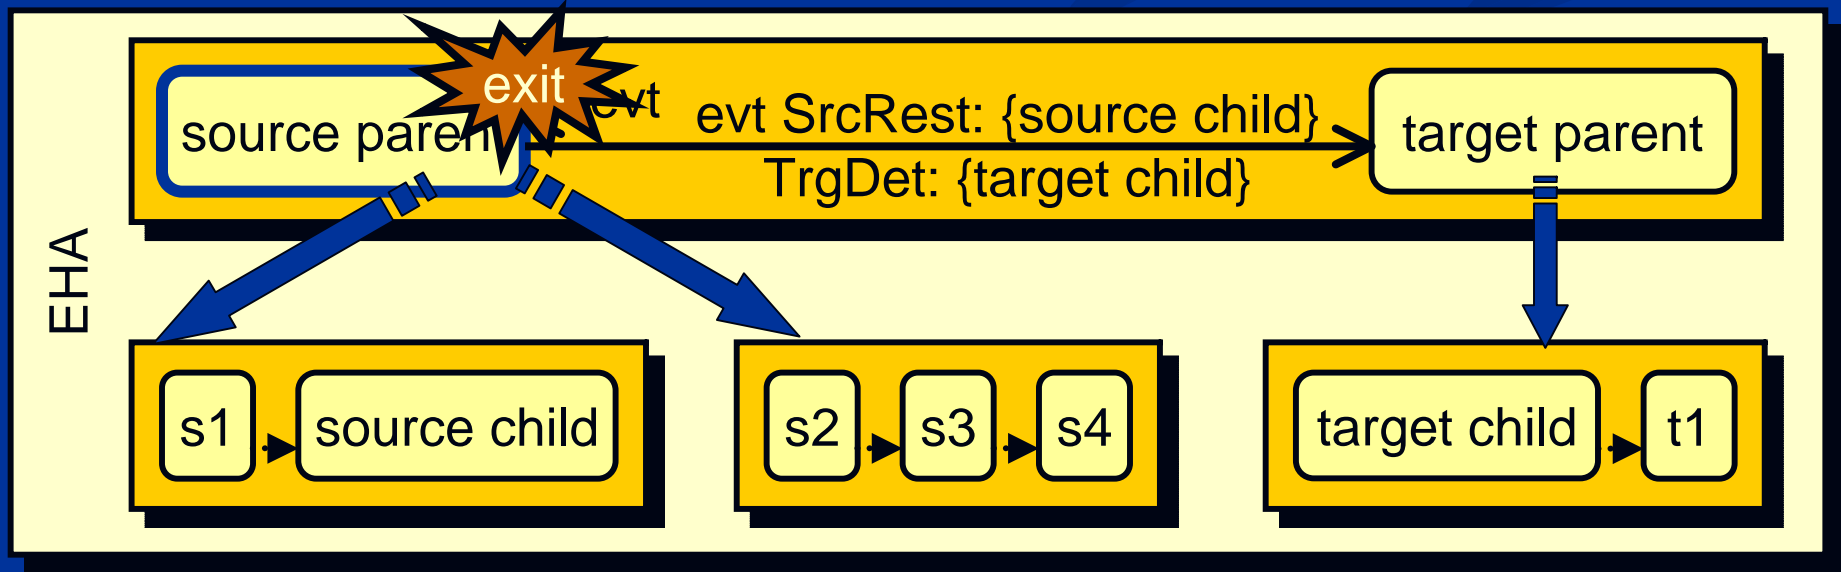 exit
evt
source paren
evt SrcRest: {source child}
TrgDet: {target child}
target parent
EHA
s1
source child
s2
s3
s4
target child
t1